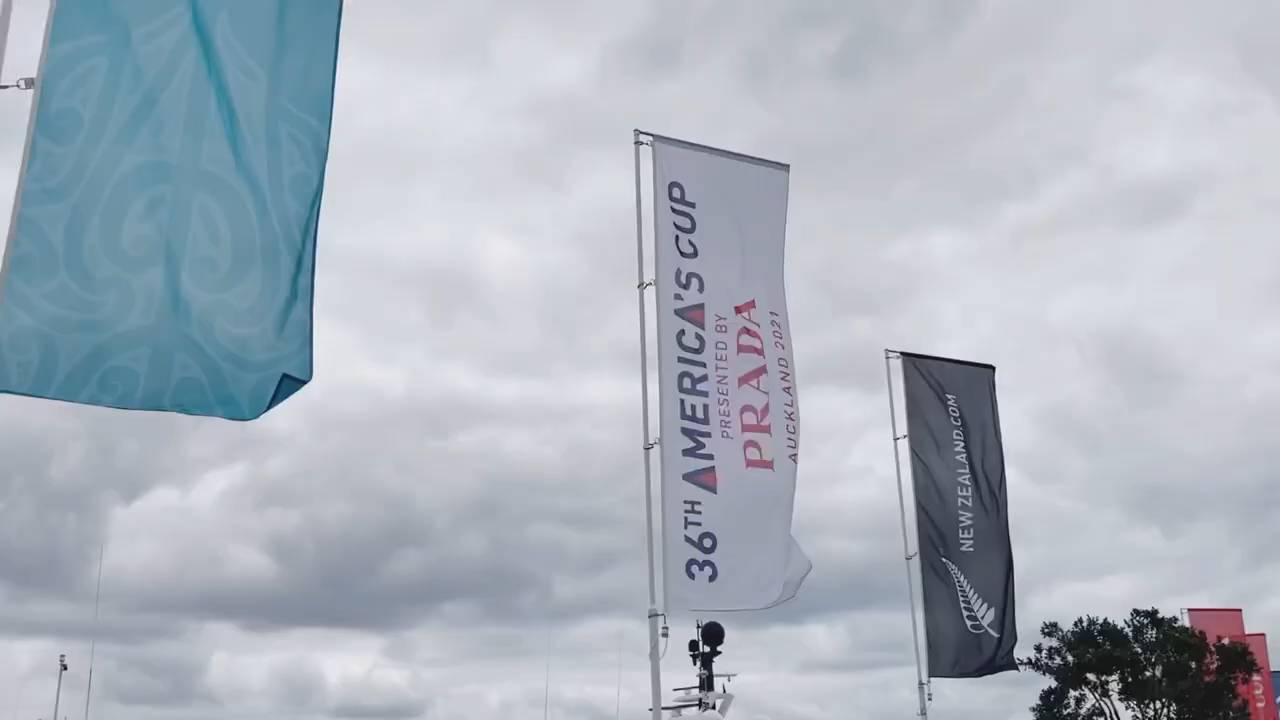 36TH AMERICA'S CUP
PRESENTED BY
PRADA
AUCKLAND 2021
NEW ZEALAND.COM